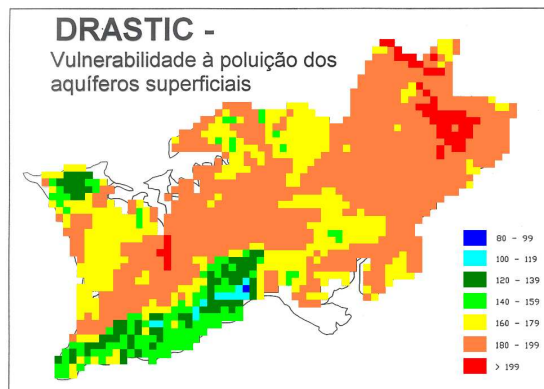 DRASTIC -
Vulnerabilidade à poluição dos
aquíferos superficiais
80 - 99
100 - 119
120 - 139
140 - 159
160 - 179
180 - 199
> 199